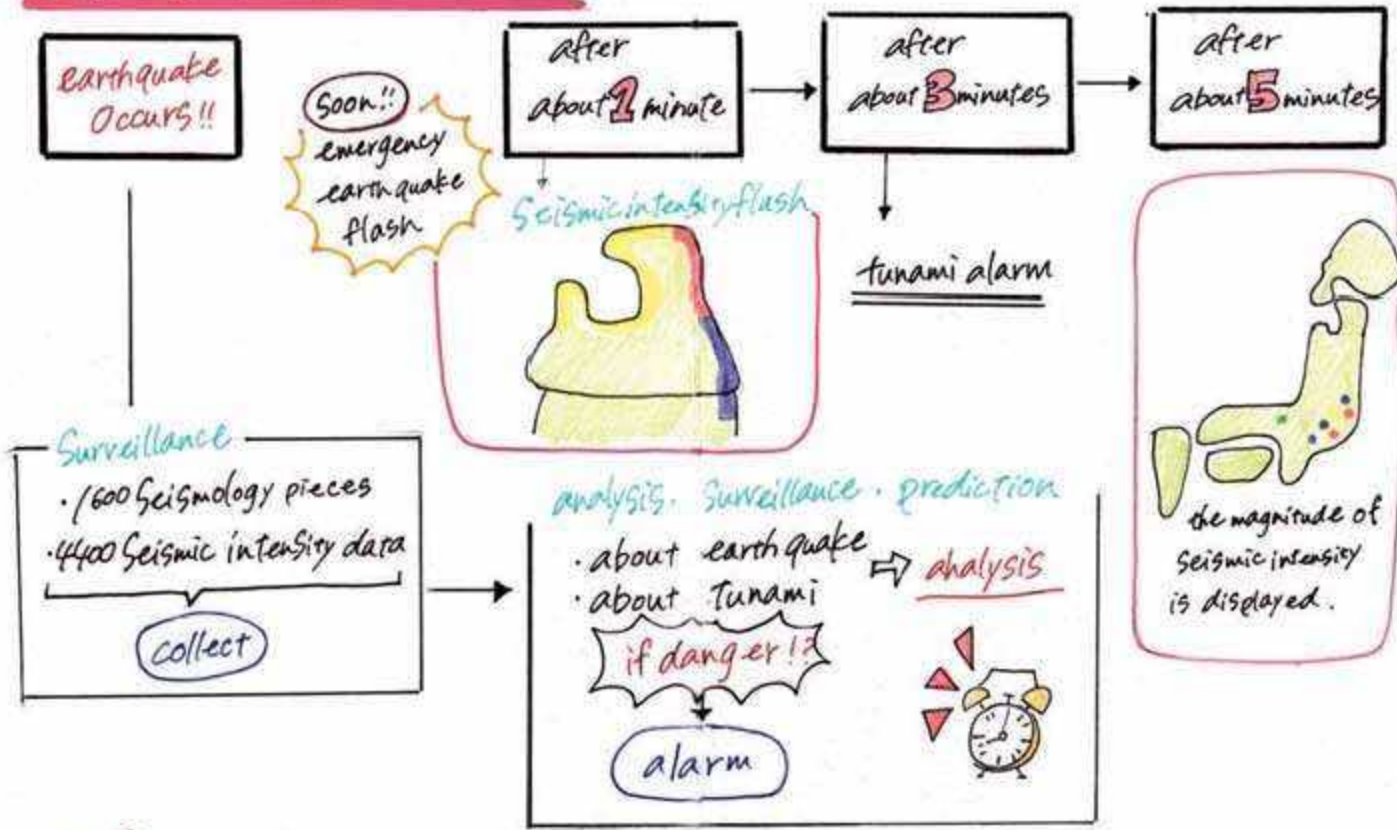 earthquake
Occurs!!
Soon!!
emergency
earthquake
flash
after
about 1 minute
after
about 3 minutes
after
about 5 minutes
Seismic intensity flash
tunami alarm
Surveillance
·1600 Seismology pieces
·4400 Seismic intensity data
collect
analysis. Surveillance. prediction
·about earthquake
·about Tunami
analysis
if danger!?
alarm
the magnitude of
Seismic intensity
is displayed.